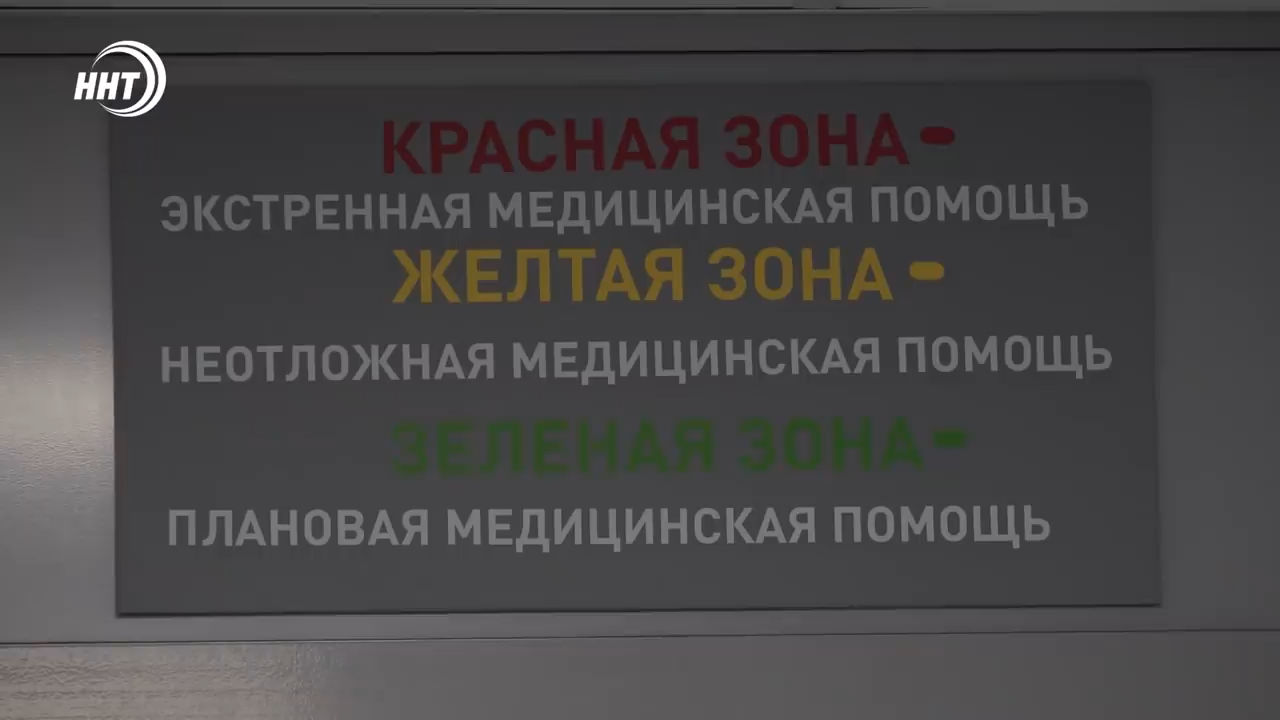 ННТ
КРАСНАЯ ЗОНА -
ЭКСТРЕННАЯ МЕДИЦИНСКАЯ ПОМОЩЬ
ЖЕЛТАЯ ЗОНА -
НЕОТЛОЖНАЯ МЕДИЦИНСКАЯ ПОМОЩЬ
ЗЕЛЕНАЯ ЗОНА -
ПЛАНОВАЯ МЕДИЦИНСКАЯ ПОМОЩЬ